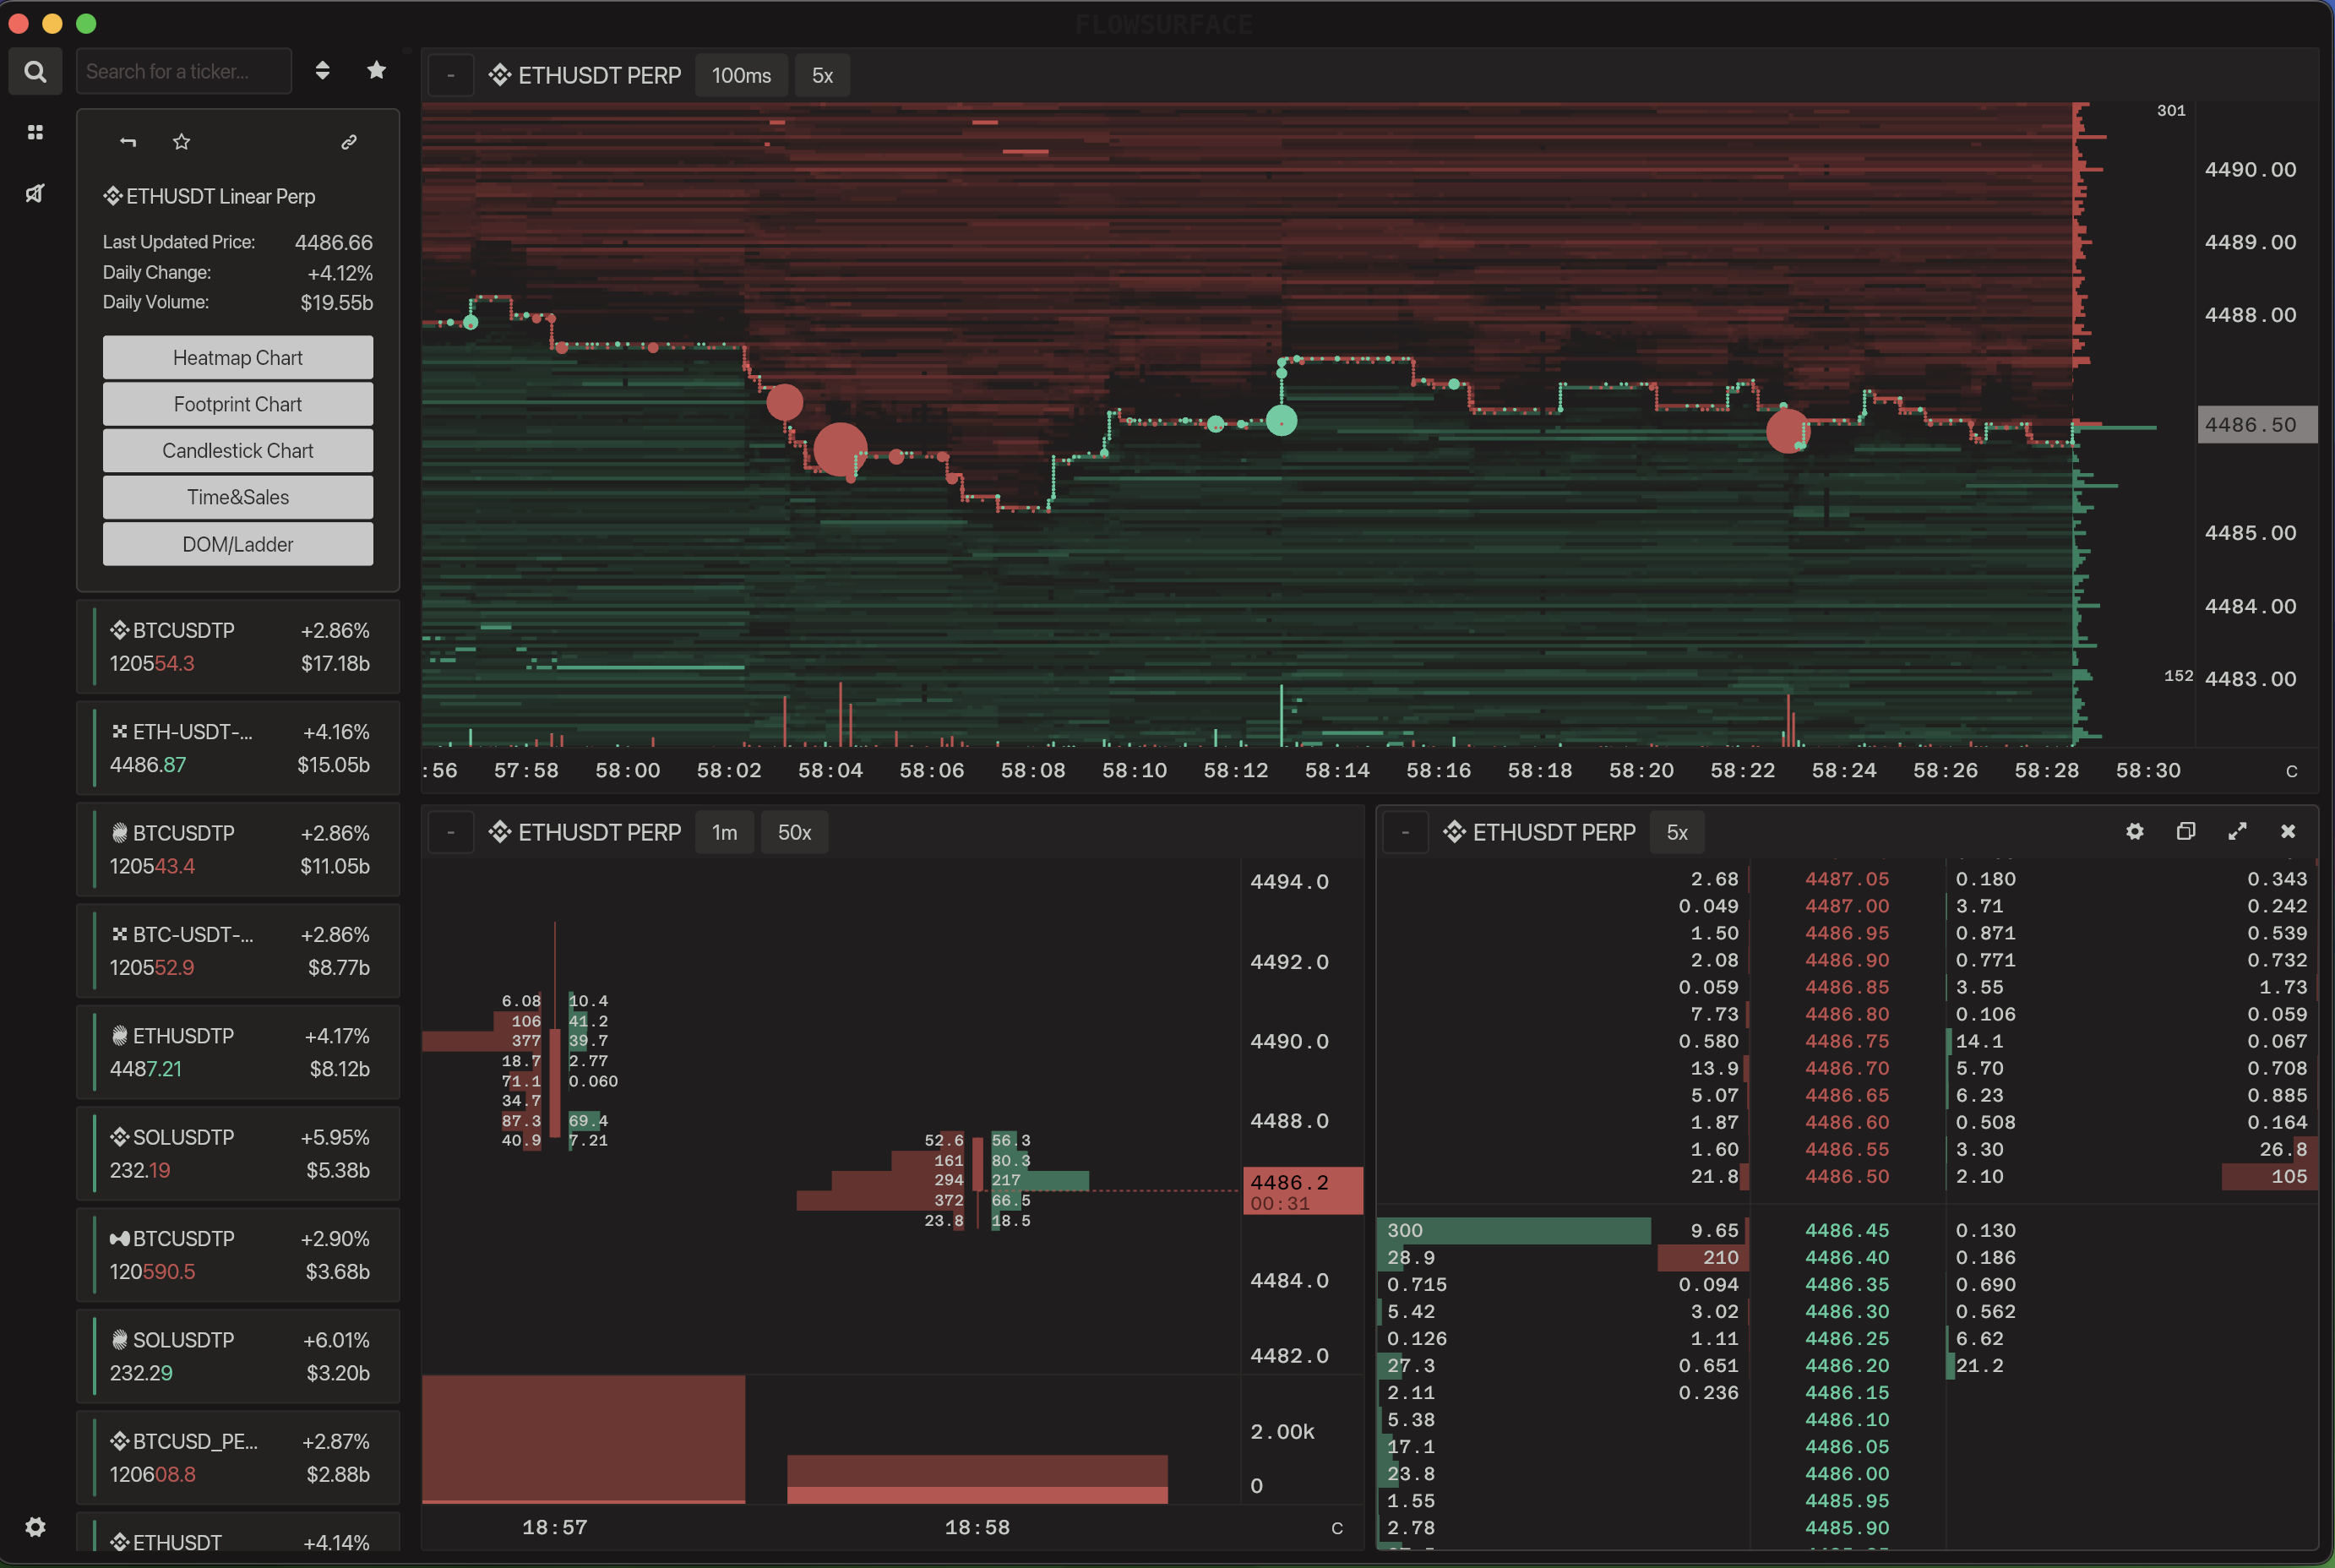 FLOWSURFACE
Search for a ticker...
ETHUSDT Linear Perp
Last Updated Price: 4486.66
Daily Change: +4.12%
Daily Volume: $19.55b
Heatmap Chart
Footprint Chart
Candlestick Chart
Time&Sales
DOM/Ladder
BTCUSDTP +2.86%
120554.3 $17.18b
ETH-USDT-... +4.16%
4486.87 $15.05b
BTCUSDTP +2.86%
120543.4 $11.05b
BTC-USDT-... +2.86%
120552.9 $8.77b
ETHUSDTP +4.17%
4487.21 $8.12b
SOLUSDTP +5.95%
232.19 $5.38b
BTCUSDTP +2.90%
120590.5 $3.68b
SOLUSDTP +6.01%
232.29 $3.20b
BTCUSD_PE... +2.87%
120608.8 $2.88b
ETHUSDT +4.14%
- ETHUSDT PERP 100ms 5x
301
4490.00
4489.00
4488.00
4486.50
4485.00
4484.00
152 4483.00
:56 57:58 58:00 58:02 58:04 58:06 58:08 58:10 58:12 58:14 58:16 58:18 58:20 58:22 58:24 58:26 58:28 58:30 C
- ETHUSDT PERP 1m 50x
4494.0
4492.0
4490.0
4488.0
4486.2
00:31
4484.0
4482.0
6.08 10.4
106 41.2
377 39.7
18.7 2.77
71.1 0.060
34.7
87.3 69.4
40.9 7.21
52.6 56.3
161 80.3
294 217
372 66.5
23.8 18.5
2.00k
0
18:57 18:58 C
- ETHUSDT PERP 5x
2.68 4487.05 0.180 0.343
0.049 4487.00 3.71 0.242
1.50 4486.95 0.871 0.539
2.08 4486.90 0.771 0.732
0.059 4486.85 3.55 1.73
7.73 4486.80 0.106 0.059
0.580 4486.75 14.1 0.067
13.9 4486.70 5.70 0.708
5.07 4486.65 6.23 0.885
1.87 4486.60 0.508 0.164
1.60 4486.55 3.30 26.8
21.8 4486.50 2.10 105
300 9.65 4486.45 0.130
28.9 210 4486.40 0.186
0.715 0.094 4486.35 0.690
5.42 3.02 4486.30 0.562
0.126 1.11 4486.25 6.62
27.3 0.651 4486.20 21.2
2.11 0.236 4486.15
5.38 4486.10
17.1 4486.05
23.8 4486.00
1.55 4485.95
2.78 4485.90